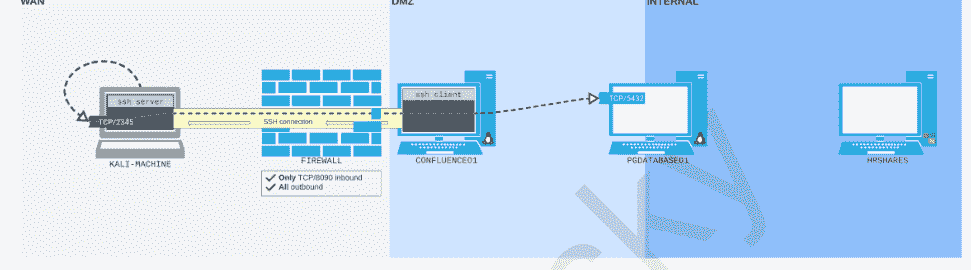 WAN
DMZ
INTERNAL
ssh server
ssh client
TCP/2345
SSH connection
TCP/5432
KALI-MACHINE
FIREWALL
CONFLUENCE01
PGDATABASE01
HRSHARES
Only TCP/8090 inbound
All outbound